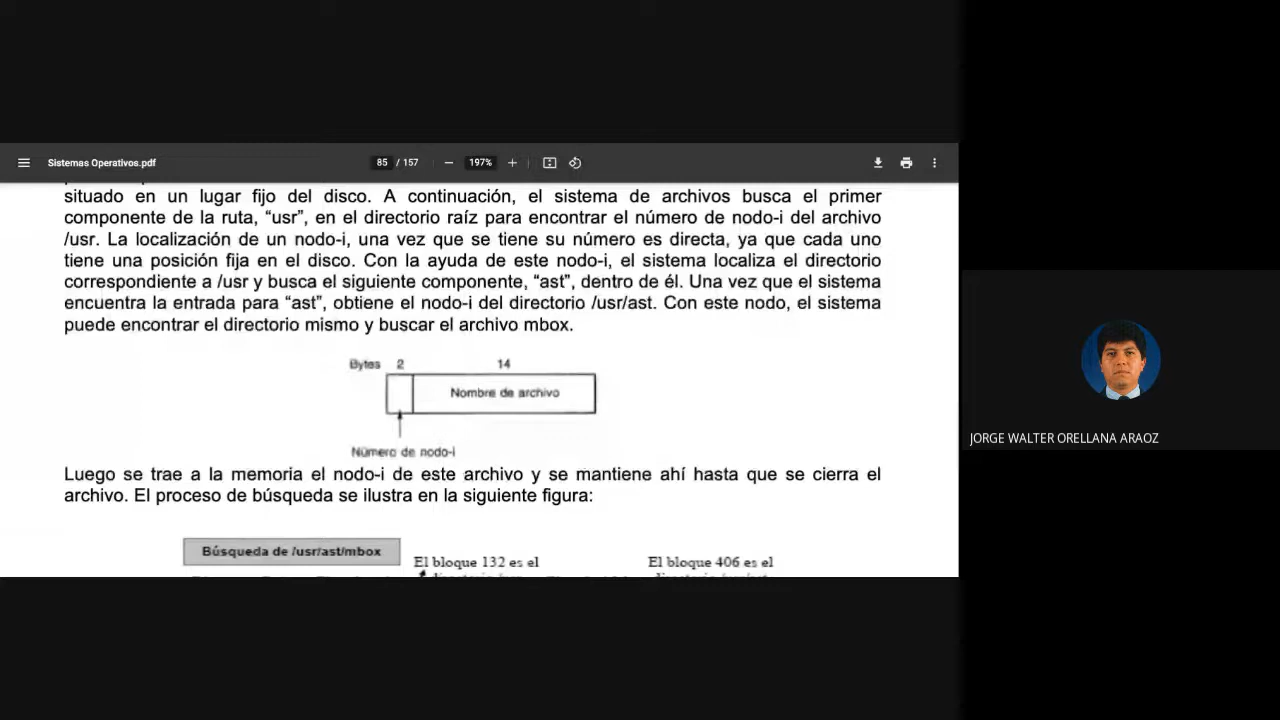 Sistemas Operativos.pdf
85 / 157
197%
situado en un lugar fijo del disco. A continuación, el sistema de archivos busca el primer
componente de la ruta, “usr”, en el directorio raíz para encontrar el número de nodo-i del archivo
/usr. La localización de un nodo-i, una vez que se tiene su número es directa, ya que cada uno
tiene una posición fija en el disco. Con la ayuda de este nodo-i, el sistema localiza el directorio
correspondiente a /usr y busca el siguiente componente, “ast”, dentro de él. Una vez que el sistema
encuentra la entrada para “ast”, obtiene el nodo-i del directorio /usr/ast. Con este nodo, el sistema
puede encontrar el directorio mismo y buscar el archivo mbox.
Bytes 2 14
Nombre de archivo
Número de nodo-i
Luego se trae a la memoria el nodo-i de este archivo y se mantiene ahí hasta que se cierra el
archivo. El proceso de búsqueda se ilustra en la siguiente figura:
Búsqueda de /usr/ast/mbox
El bloque 132 es el
El bloque 406 es el
JORGE WALTER ORELLANA ARAOZ